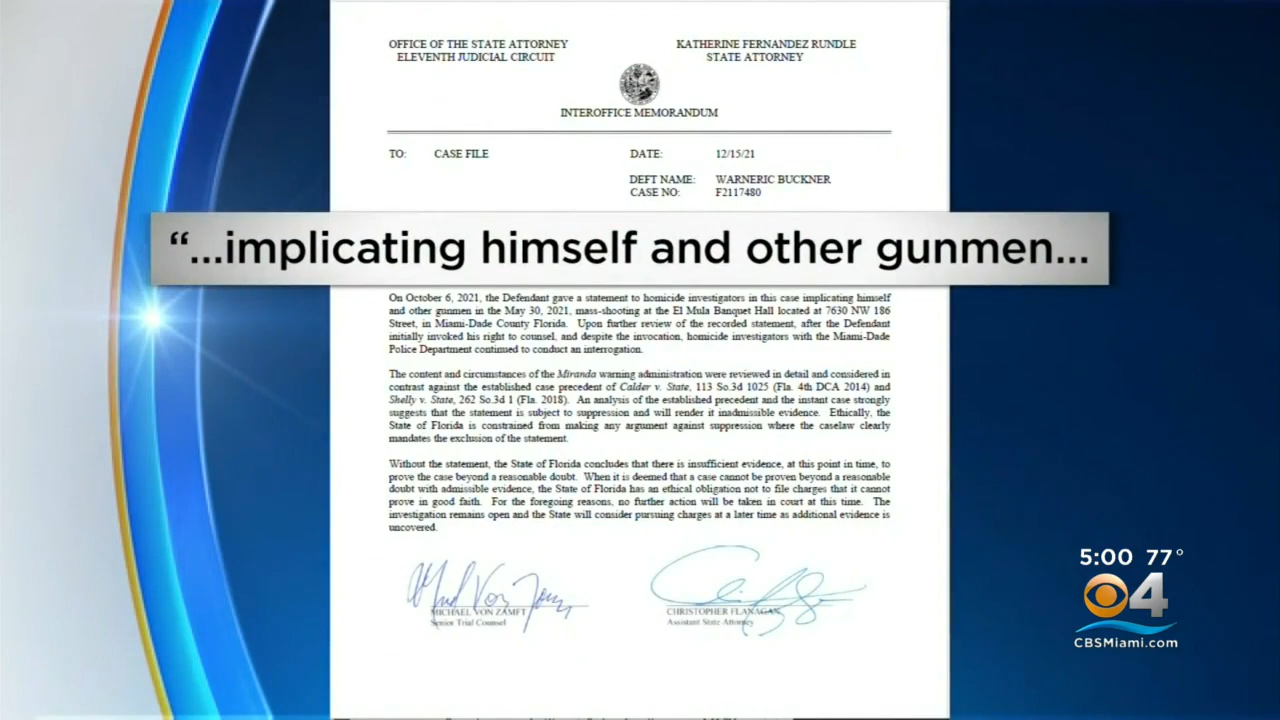 OFFICE OF THE STATE ATTORNEY
ELEVENTH JUDICIAL CIRCUIT
KATHERINE FERNANDEZ RUNDLE
STATE ATTORNEY
INTEROFFICE MEMORANDUM
TO: CASE FILE
DATE: 12/15/21
DEFT NAME: WARNERIC BUCKNER
CASE NO: F2117480
“...implicating himself and other gunmen...
On October 6, 2021, the Defendant gave a statement to homicide investigators in this case implicating himself
and other gunmen in the May 30, 2021, mass-shooting at the El Mula Banquet Hall located at 7630 NW 186
Street, in Miami-Dade County Florida. Upon further review of the recorded statement, after the Defendant
initially invoked his right to counsel, and despite the invocation, homicide investigators with the Miami-Dade
Police Department continued to conduct an interrogation.
The content and circumstances of the Miranda warning administration were reviewed in detail and considered in
contrast against the established case precedent of Calder v. State, 113 So.3d 1025 (Fla. 4th DCA 2014) and
Shelly v. State, 262 So.3d 1 (Fla. 2018). An analysis of the established precedent and the instant case strongly
suggests that the statement is subject to suppression and will render it inadmissible evidence. Ethically, the
State of Florida is constrained from making any argument against suppression where the caselaw clearly
mandates the exclusion of the statement.
Without the statement, the State of Florida concludes that there is insufficient evidence, at this point in time, to
prove the case beyond a reasonable doubt. When it is deemed that a case cannot be proven beyond a reasonable
doubt with admissible evidence, the State of Florida has an ethical obligation not to file charges that it cannot
prove in good faith. For the foregoing reasons, no further action will be taken in court at this time. The
investigation remains open and the State will consider pursuing charges at a later time as additional evidence is
uncovered.
MICHAEL VON ZAMFT
Senior Trial Counsel
CHRISTOPHER FLANAGAN
Assistant State Attorney
5:00 77°
4
CBSMiami.com